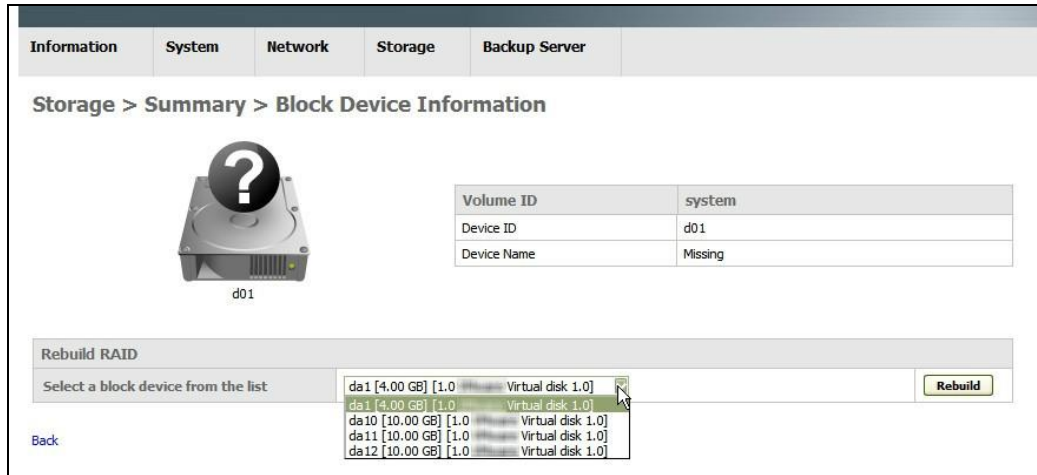 Information System Network Storage Backup Server
Storage > Summary > Block Device Information
?
Volume ID system
Device ID d01
Device Name Missing
d01
Rebuild RAID
Select a block device from the list da1 [4.00 GB] [1.0 Virtual disk 1.0] Rebuild
da1 [4.00 GB] [1.0 Virtual disk 1.0]
da10 [10.00 GB] [1.0 Virtual disk 1.0]
da11 [10.00 GB] [1.0 Virtual disk 1.0]
da12 [10.00 GB] [1.0 Virtual disk 1.0]
Back